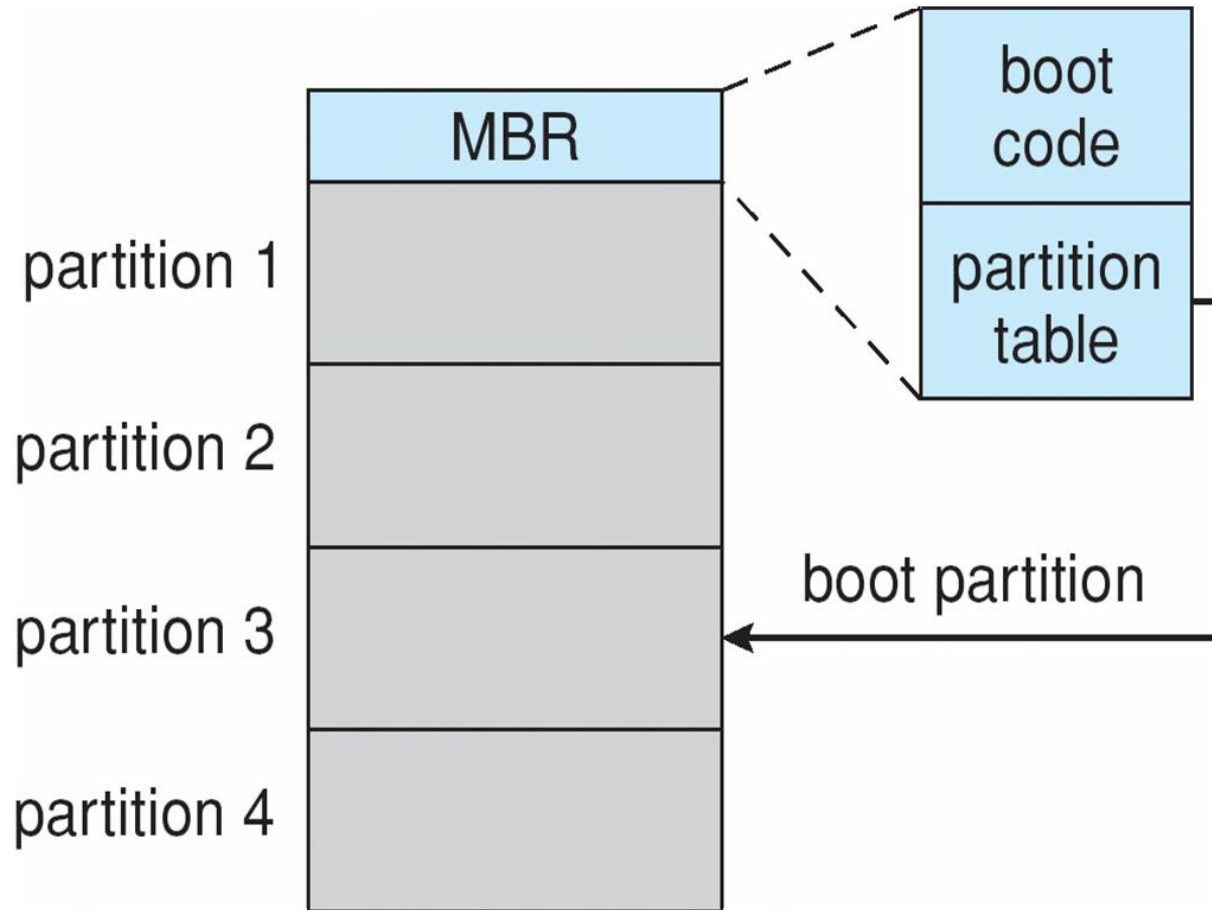 boot
code
MBR
partition 1
partition
table
partition 2
boot partition
partition 3
partition 4